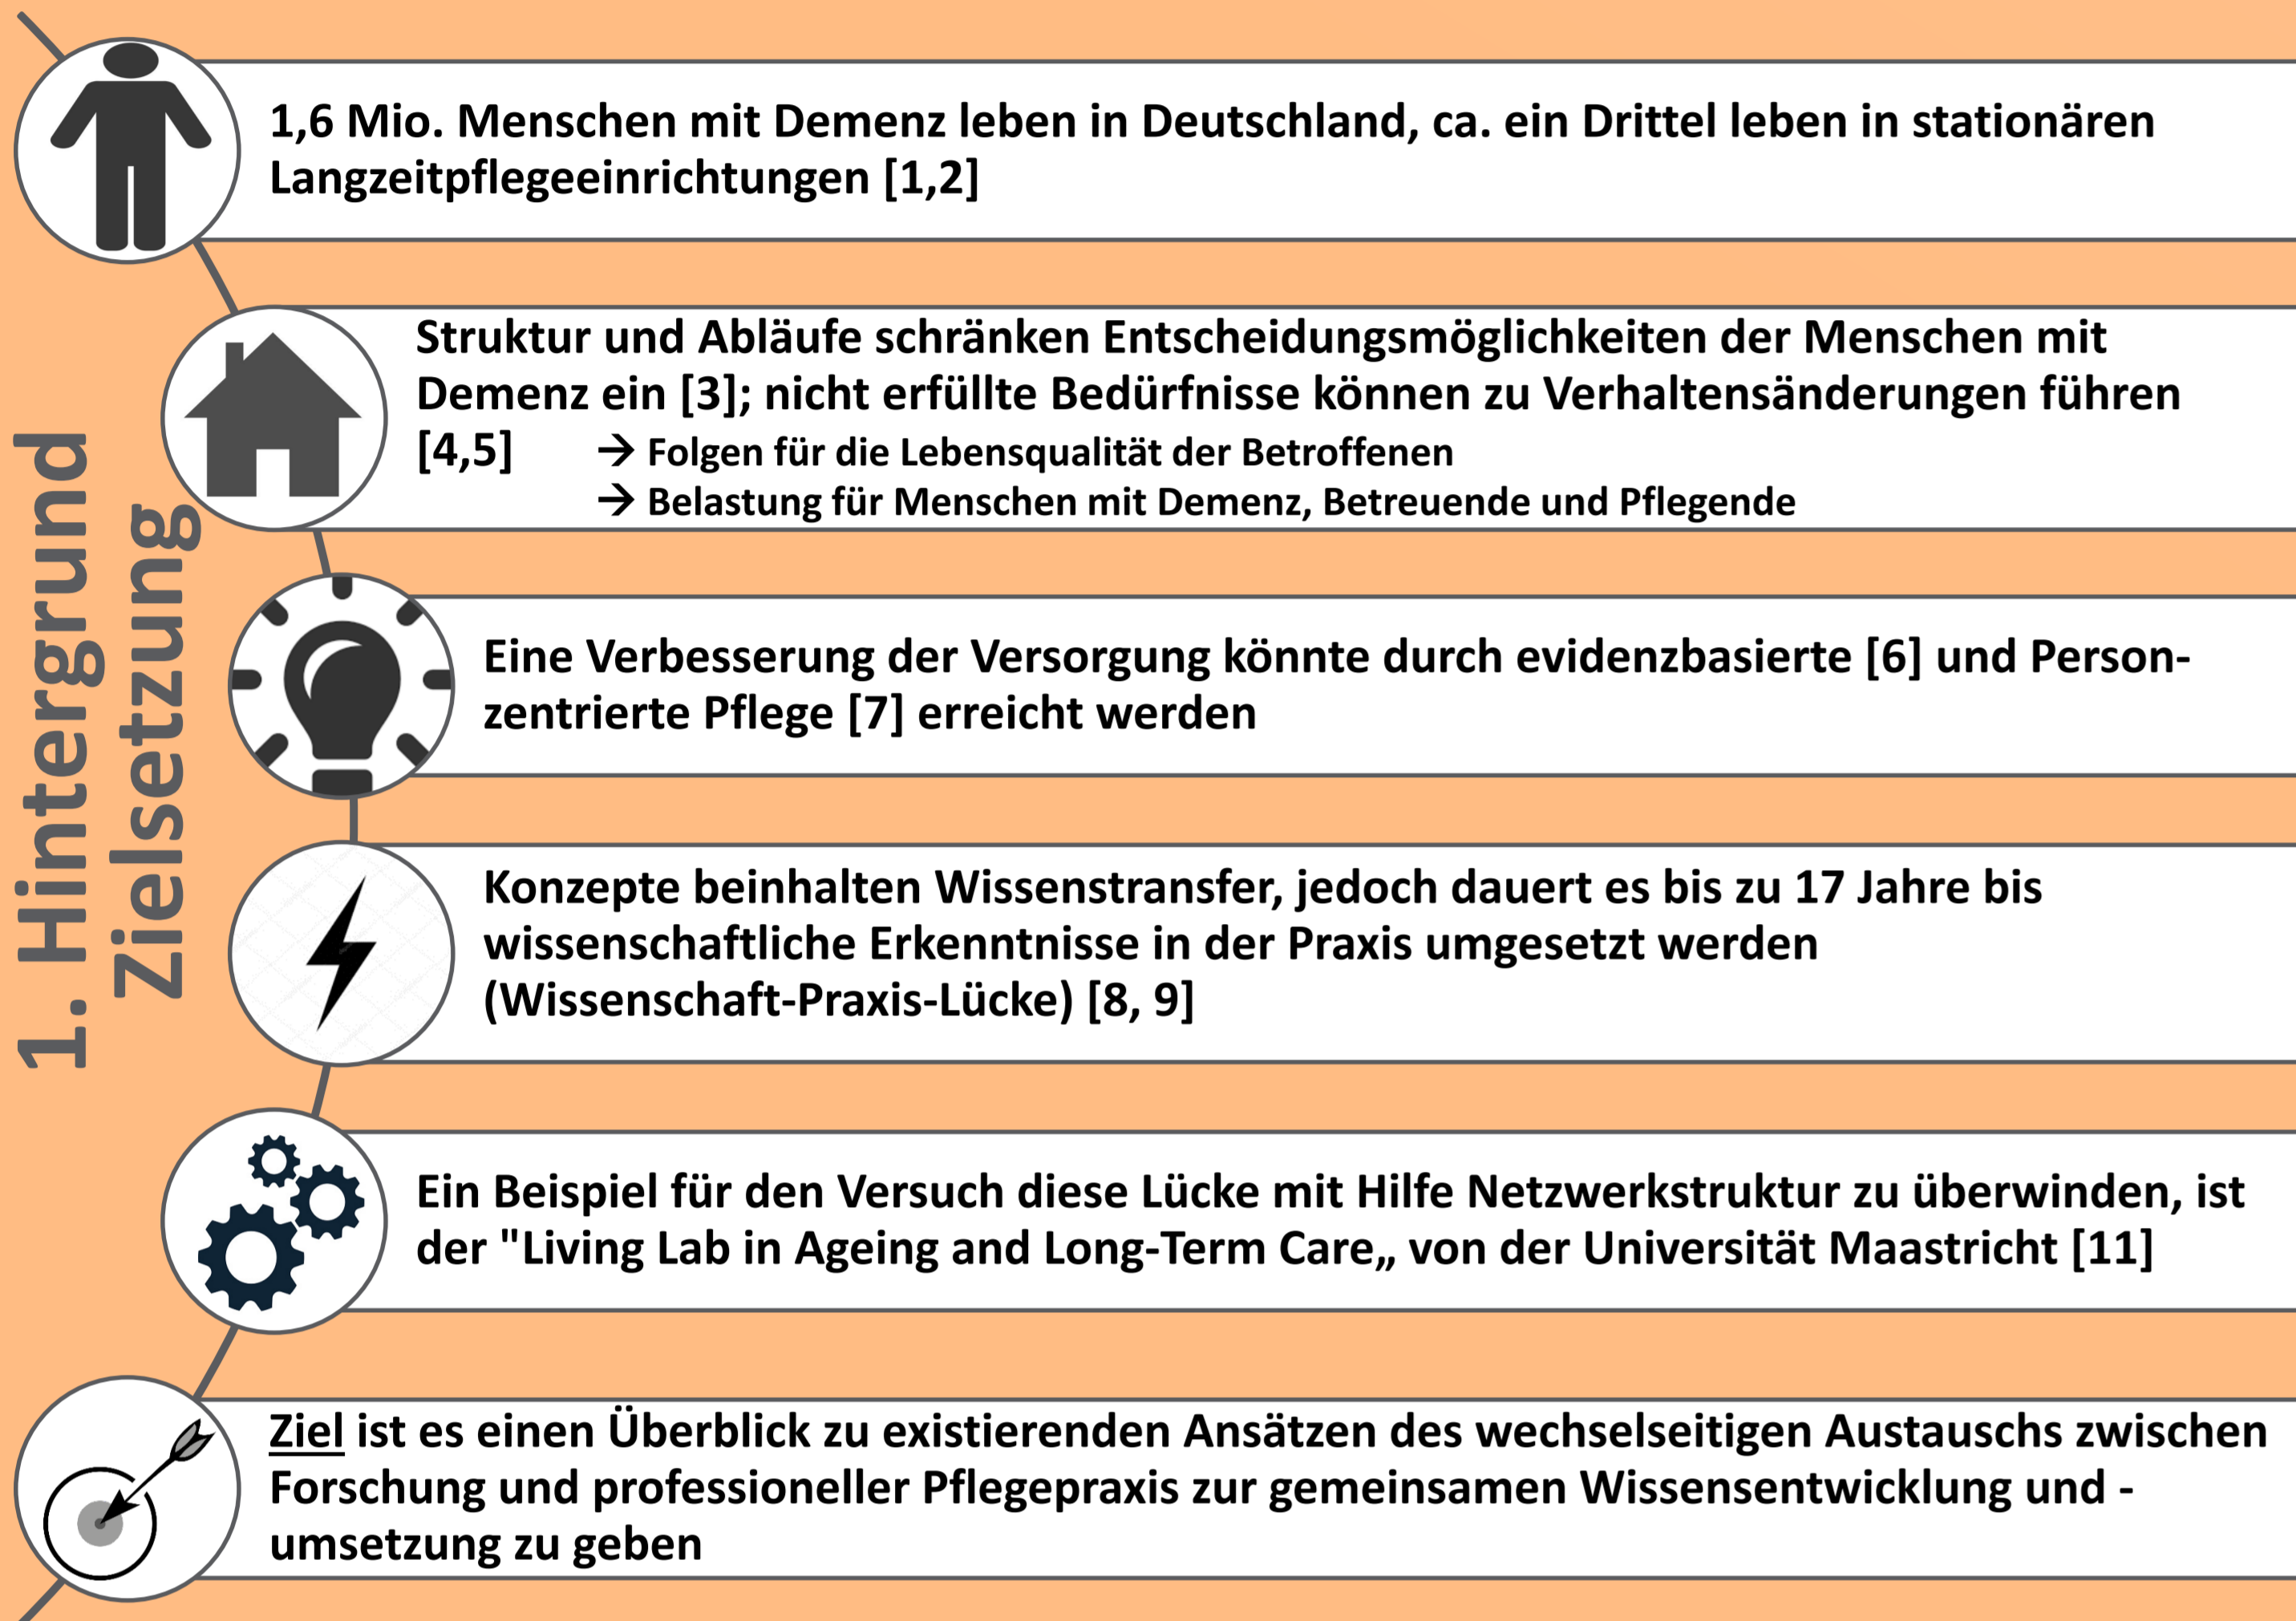 1. Hintergrund und
Zielsetzung
1,6 Mio. Menschen mit Demenz leben in Deutschland, ca. ein Drittel leben in stationären
Langzeitpflegeeinrichtungen [1,2]
Struktur und Abläufe schränken Entscheidungsmöglichkeiten der Menschen mit
Demenz ein [3]; nicht erfüllte Bedürfnisse können zu Verhaltensänderungen führen
[4,5] → Folgen für die Lebensqualität der Betroffenen
→ Belastung für Menschen mit Demenz, Betreuende und Pflegende
Eine Verbesserung der Versorgung könnte durch evidenzbasierte [6] und Person-
zentrierte Pflege [7] erreicht werden
Konzepte beinhalten Wissenstransfer, jedoch dauert es bis zu 17 Jahre bis
wissenschaftliche Erkenntnisse in der Praxis umgesetzt werden
(Wissenschaft-Praxis-Lücke) [8, 9]
Ein Beispiel für den Versuch diese Lücke mit Hilfe Netzwerkstruktur zu überwinden, ist
der "Living Lab in Ageing and Long-Term Care„ von der Universität Maastricht [11]
Ziel ist es einen Überblick zu existierenden Ansätzen des wechselseitigen Austauschs zwischen
Forschung und professioneller Pflegepraxis zur gemeinsamen Wissensentwicklung und -
umsetzung zu geben